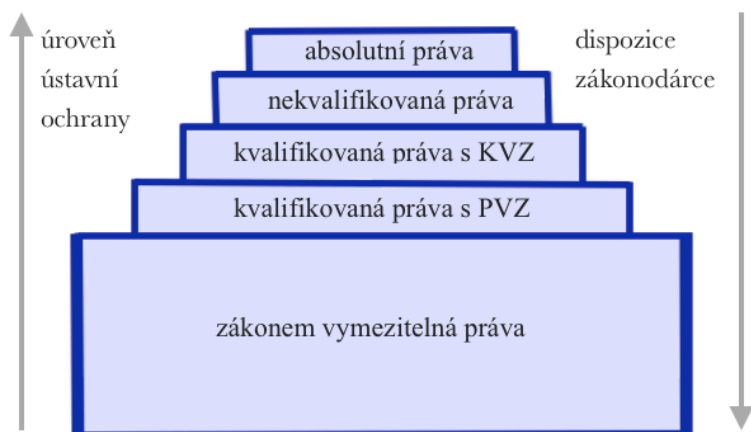 úroveň
ústavní
ochrany
absolutní práva
nekvalifikovaná práva
kvalifikovaná práva s KVZ
kvalifikovaná práva s PVZ
zákonem vymezitelná práva
dispozice
zákonodárce